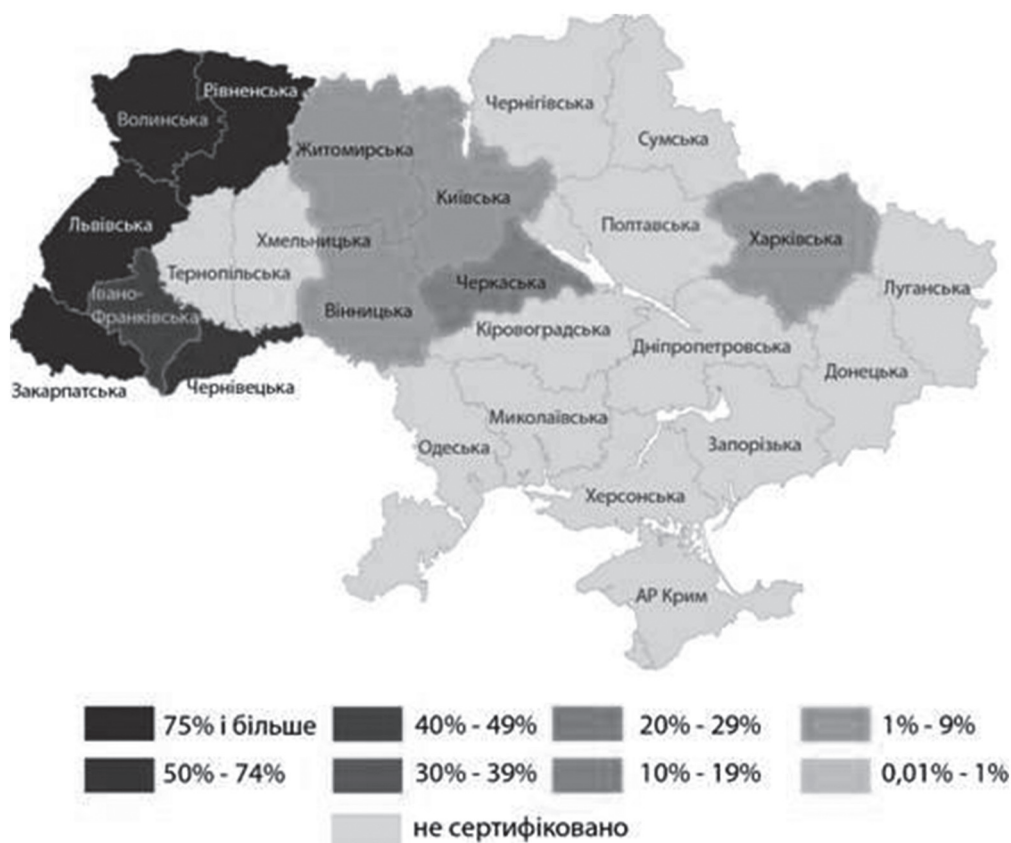 Чернігівська
Рівненська
Волинська
Сумська
Житомирська
Київська
Львівська
Полтавська
Хмельницька
Харківська
Тернопільська
Черкаська
Луганська
Івано-
Франківська
Вінницька
Кіровоградська
Дніпропетровська
Донецька
Закарпатська
Чернівецька
Миколаївська
Одеська
Запорізька
Херсонська
АР Крим
75% і більше
40% - 49%
20% - 29%
1% - 9%
50% - 74%
30% - 39%
10% - 19%
0,01% - 1%
не сертифіковано